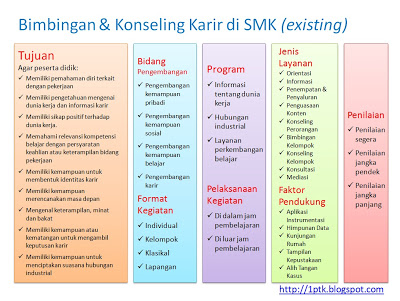 Bimbingan & Konseling Karir di SMK (existing)
Tujuan
Agar peserta didik:
✓ Memiliki pemahaman diri terkait
dengan pekerjaan
✓ Memiliki pengetahuan mengenai
dunia kerja dan informasi karir
✓ Memiliki sikap positif terhadap
dunia kerja.
✓ Memahami relevansi kompetensi
belajar dengan persyaratan
keahlian atau keterampilan bidang
pekerjaan
✓ Memiliki kemampuan untuk
membentuk identitas karir
✓ Memiliki kemampuan
merencanakan masa depan
✓ Mengenal keterampilan, minat
dan bakat
✓ Memiliki kemampuan atau
kematangan untuk mengambil
keputusan karir
✓ Memiliki kemampuan untuk
menciptakan suasana hubungan
industrial
Bidang
Pengembangan
✓ Pengembangan
kemampuan
pribadi
✓ Pengembangan
kemampuan
sosial
✓ Pengembangan
kemampuan
belajar
✓ Pengembangan
karir
Format
Kegiatan
✓ Individual
✓ Kelompok
✓ Klasikal
✓ Lapangan
Program
✓ Informasi
tentang dunia
kerja
✓ Hubungan
industrial
✓ Layanan
perkembangan
belajar
Pelaksanaan
Kegiatan
✓ Di dalam jam
pembelajaran
✓ Di luar jam
pembelajaran
Jenis
Layanan
✓ Orientasi
✓ Informasi
✓ Penempatan &
Penyaluran
✓ Penguasaan
Konten
✓ Konseling
Perorangan
✓ Bimbingan
Kelompok
✓ Konseling
Kelompok
✓ Konsultasi
✓ Mediasi
Faktor
Pendukung
✓ Aplikasi
Instrumentasi
✓ Himpunan Data
✓ Kunjungan
Rumah
✓ Tampilan
Kepustakaan
✓ Alih Tangan
Kasus
Penilaian
✓ Penilaian
segera
✓ Penilaian
jangka
pendek
✓ Penilaian
jangka
panjang
http://1ptk.blogspot.com